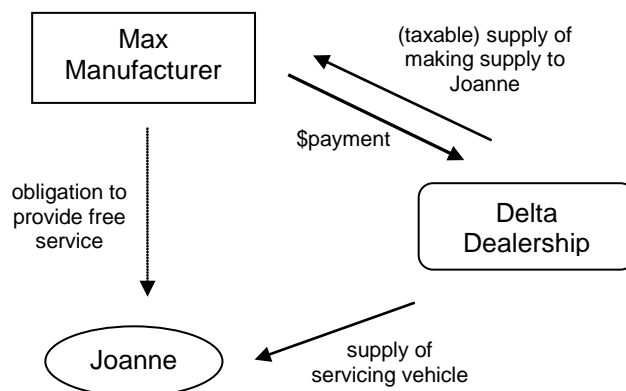 Max
Manufacturer
(taxable) supply of
making supply to
Joanne
$payment
obligation to
provide free
service
Delta
Dealership
Joanne
supply of
servicing vehicle